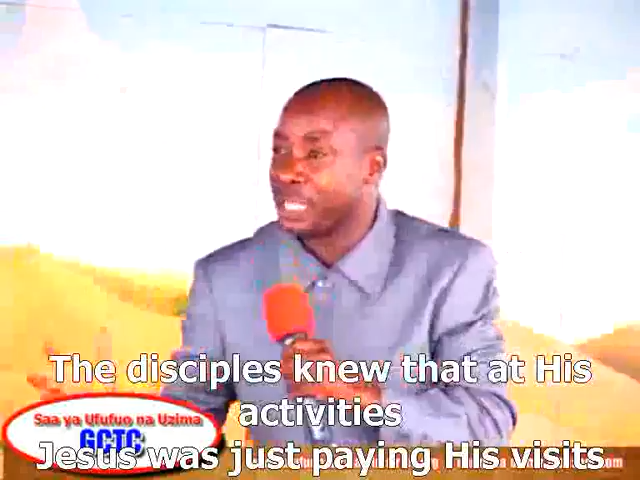 The disciples knew that at His
activities
Saa ya Ufufuo na Uzima
GCTC
Jesus was just paying His visits